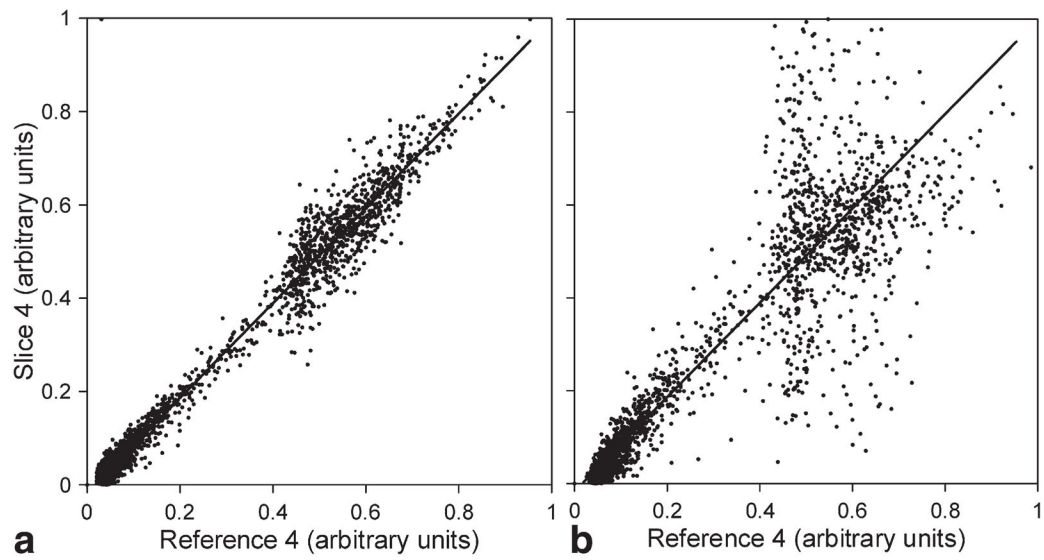 1
0.8
0.6
0.4
0.2
0
Slice 4 (arbitrary units)
0 0.2 0.4 0.6 0.8 1
Reference 4 (arbitrary units)
a
0 0.2 0.4 0.6 0.8 1
Reference 4 (arbitrary units)
b